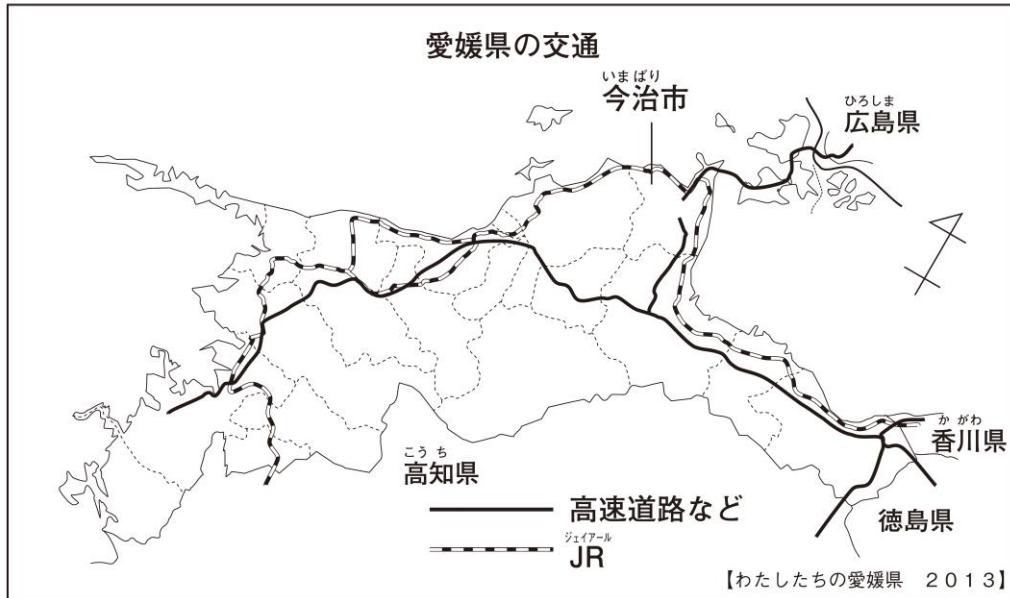 愛媛県の交通
いまばり
今治市
ひろしま
広島県
かがわ
香川県
こうち
高知県
徳島県
高速道路など
ジェイアール
JR
【わたしたちの愛媛県 2013】